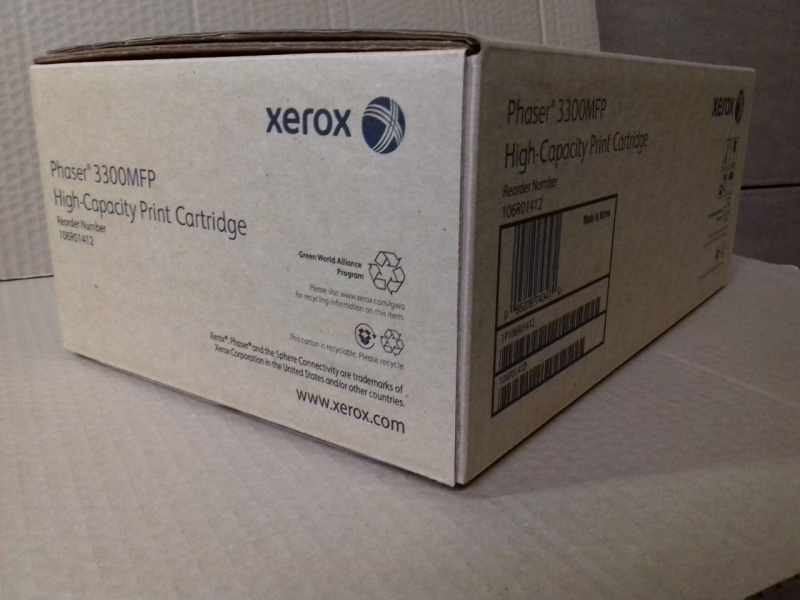 xerox
Phaser® 3300MFP
High-Capacity Print Cartridge
Reorder Number
106R01412
Green World Alliance
Program
Please visit www.xerox.com/gwa
for recycling information on this item.
This carton is recyclable. Please recycle.
Xerox®, Phaser® and the Sphere Connectivity are trademarks of
Xerox Corporation in the United States and/or other countries.
www.xerox.com
Phaser® 3300MFP
xerox
High-Capacity Print Cartridge
Reorder Number
106R01412
Made in Korea
1P106R01412
106R01412